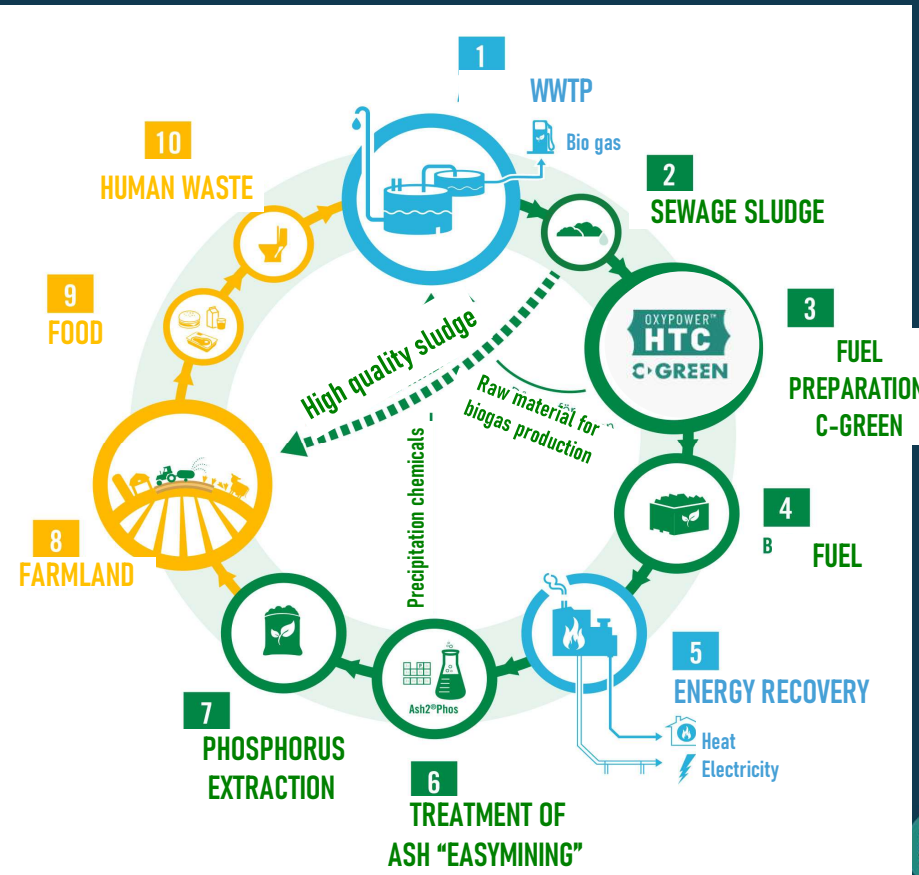 1
WWTP
Bio gas
2
SEWAGE SLUDGE
OXYPOWER™
HTC
C-GREEN
3
FUEL
PREPARATION
C-GREEN
4
B
FUEL
5
ENERGY RECOVERY
Heat
Electricity
Ash2®Phos
6
TREATMENT OF
ASH “EASYMINING”
7
PHOSPHORUS
EXTRACTION
8
FARMLAND
9
FOOD
10
HUMAN WASTE
High quality sludge
Raw material for
biogas production
Precipitation chemicals